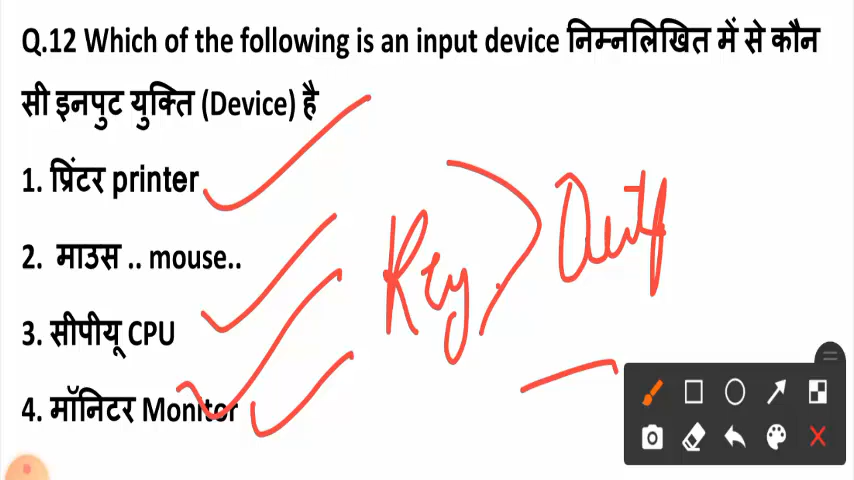 Q.12 Which of the following is an input device निम्नलिखित में से कौन
सी इनपुट युक्ति (Device) है
1. प्रिंटर printer
2. माउस .. mouse..
3. सीपीयू CPU
4. मॉनिटर Monitor
Key